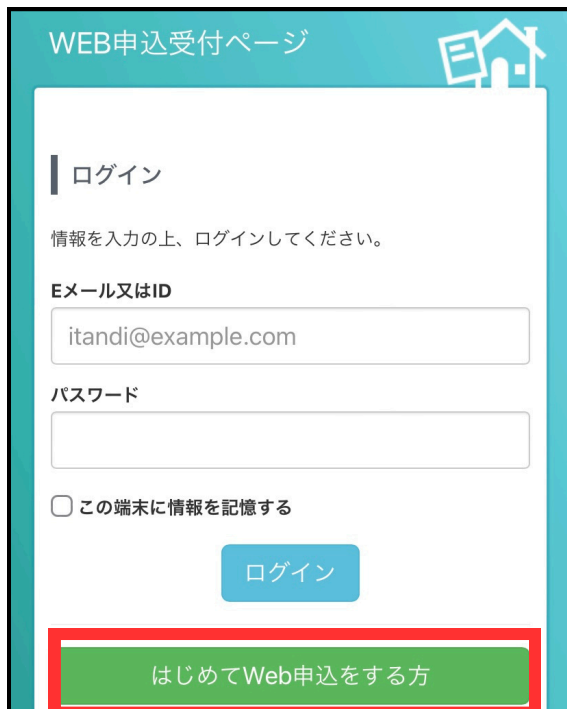 WEB申込受付ページ
ログイン
情報を入力の上、ログインしてください。
Eメール又はID
itandi@example.com
パスワード
この端末に情報を記憶する
ログイン
はじめてWeb申込をする方